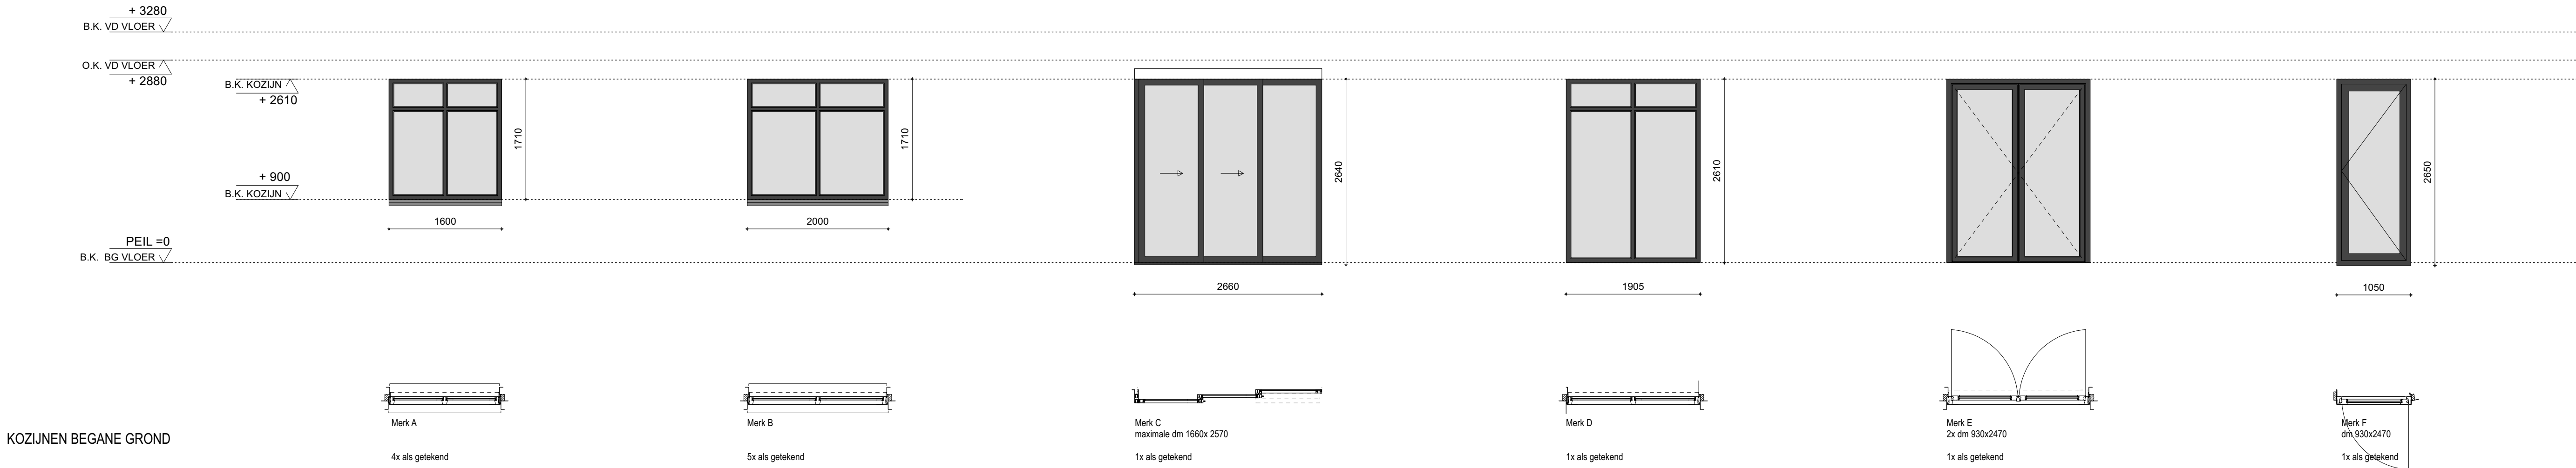 + 3280
B.K. VD VLOER
O.K. VD VLOER
+ 2880
B.K. KOZIJN
+ 2610
+ 900
B.K. KOZIJN
PEIL =0
B.K. BG VLOER
1710
1600
1710
2000
2640
2660
2610
1905
2650
1050
KOZIJNEN BEGANE GROND
Merk A
4x als getekend
Merk B
5x als getekend
Merk C
maximale dm 1660x 2570
1x als getekend
Merk D
1x als getekend
Merk E
2x dm 930x2470
1x als getekend
Merk F
dm 930x2470
1x als getekend